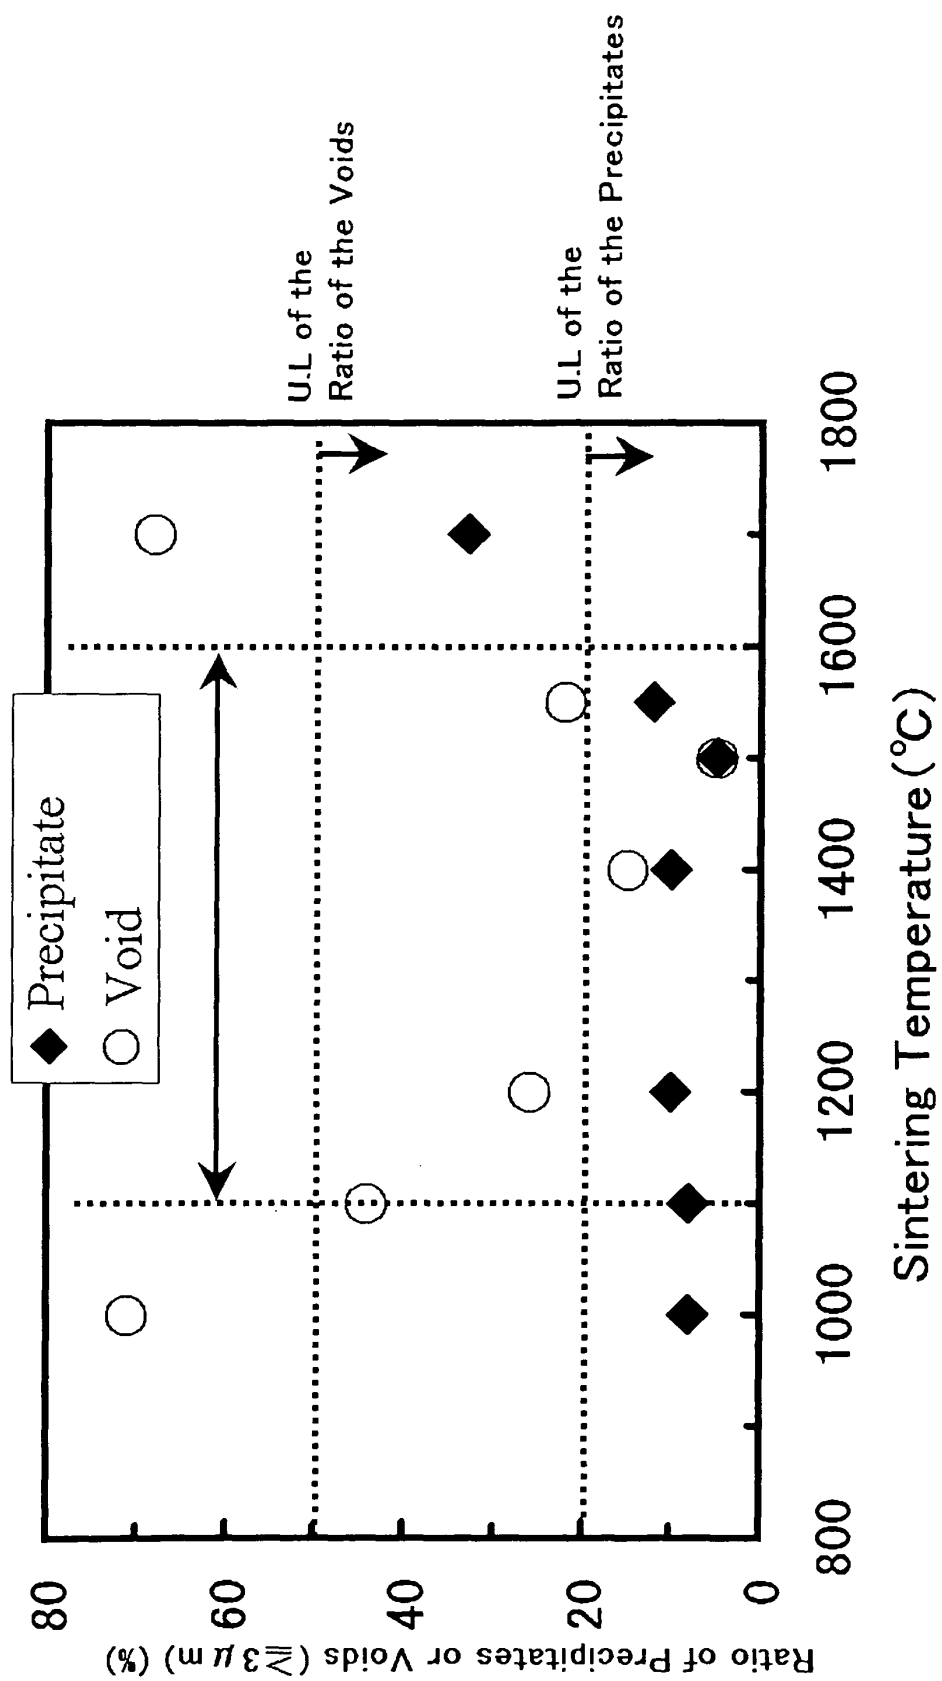 Precipitate
Void
U.L of the
Ratio of the Voids
U.L of the
Ratio of the Precipitates
Ratio of Precipitates or Voids (≧3μm) (%)
80
60
40
20
0
800
1000
1200
1400
1600
1800
Sintering Temperature(°C)